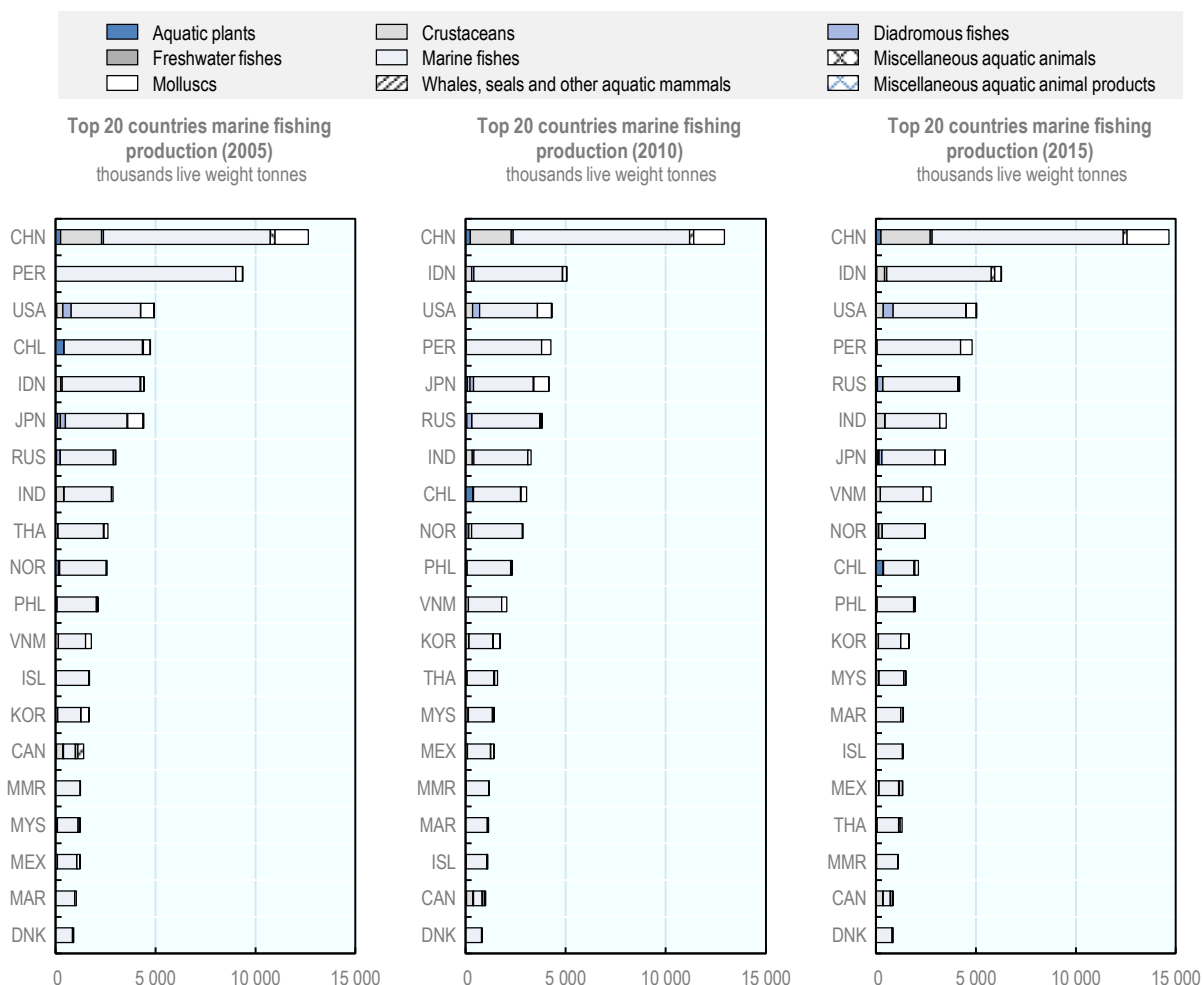 Aquatic plants
Crustaceans
Diadromous fishes
Freshwater fishes
Marine fishes
Miscellaneous aquatic animals
Molluscs
Whales, seals and other aquatic mammals
Miscellaneous aquatic animal products
Top 20 countries marine fishing
production (2005)
thousands live weight tonnes
CHN
PER
USA
CHL
IDN
JPN
RUS
IND
THA
NOR
PHL
VNM
ISL
KOR
CAN
MMR
MYS
MEX
MAR
DNK
0 5 000 10 000 15 000
Top 20 countries marine fishing
production (2010)
thousands live weight tonnes
CHN
IDN
USA
PER
JPN
RUS
IND
CHL
NOR
PHL
VNM
KOR
THA
MYS
MEX
MMR
MAR
ISL
CAN
DNK
0 5 000 10 000 15 000
Top 20 countries marine fishing
production (2015)
thousands live weight tonnes
CHN
IDN
USA
PER
RUS
IND
JPN
VNM
NOR
CHL
PHL
KOR
MYS
MAR
ISL
MEX
THA
MMR
CAN
DNK
0 5 000 10 000 15 000